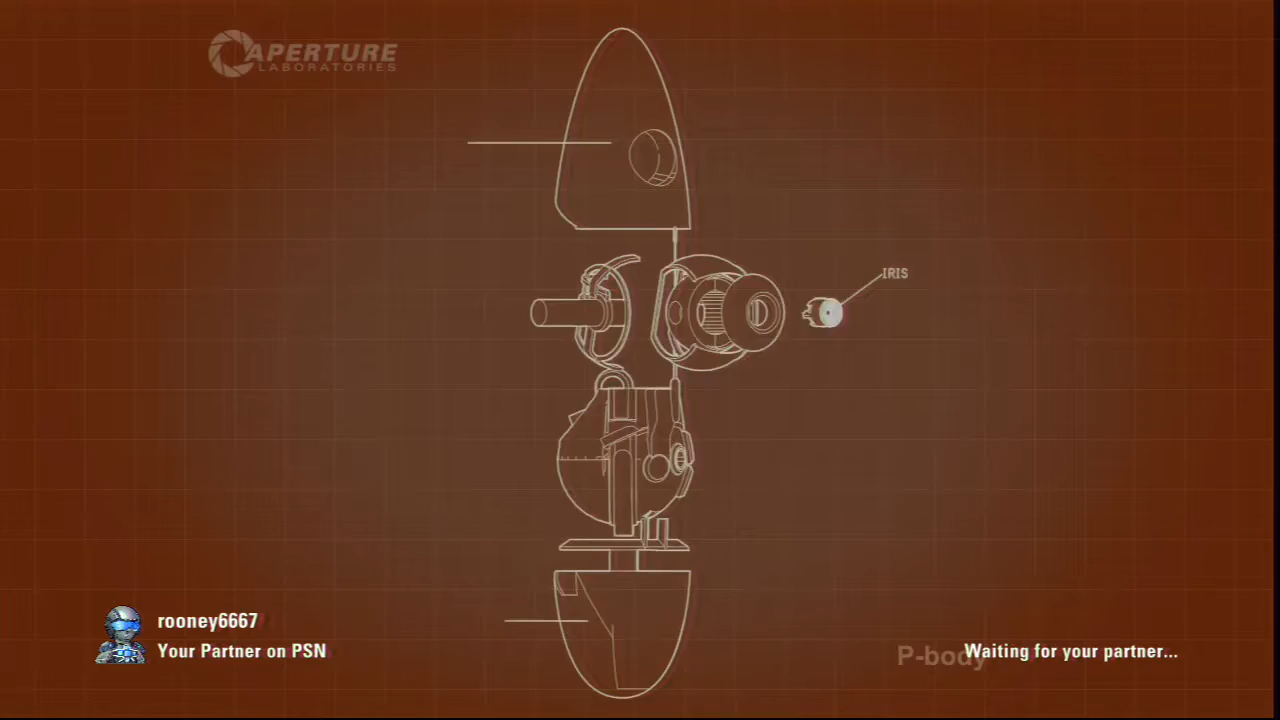 APERTURE
LABORATORIES
IRIS
rooney6667
Your Partner on PSN
P-body
Waiting for your partner...